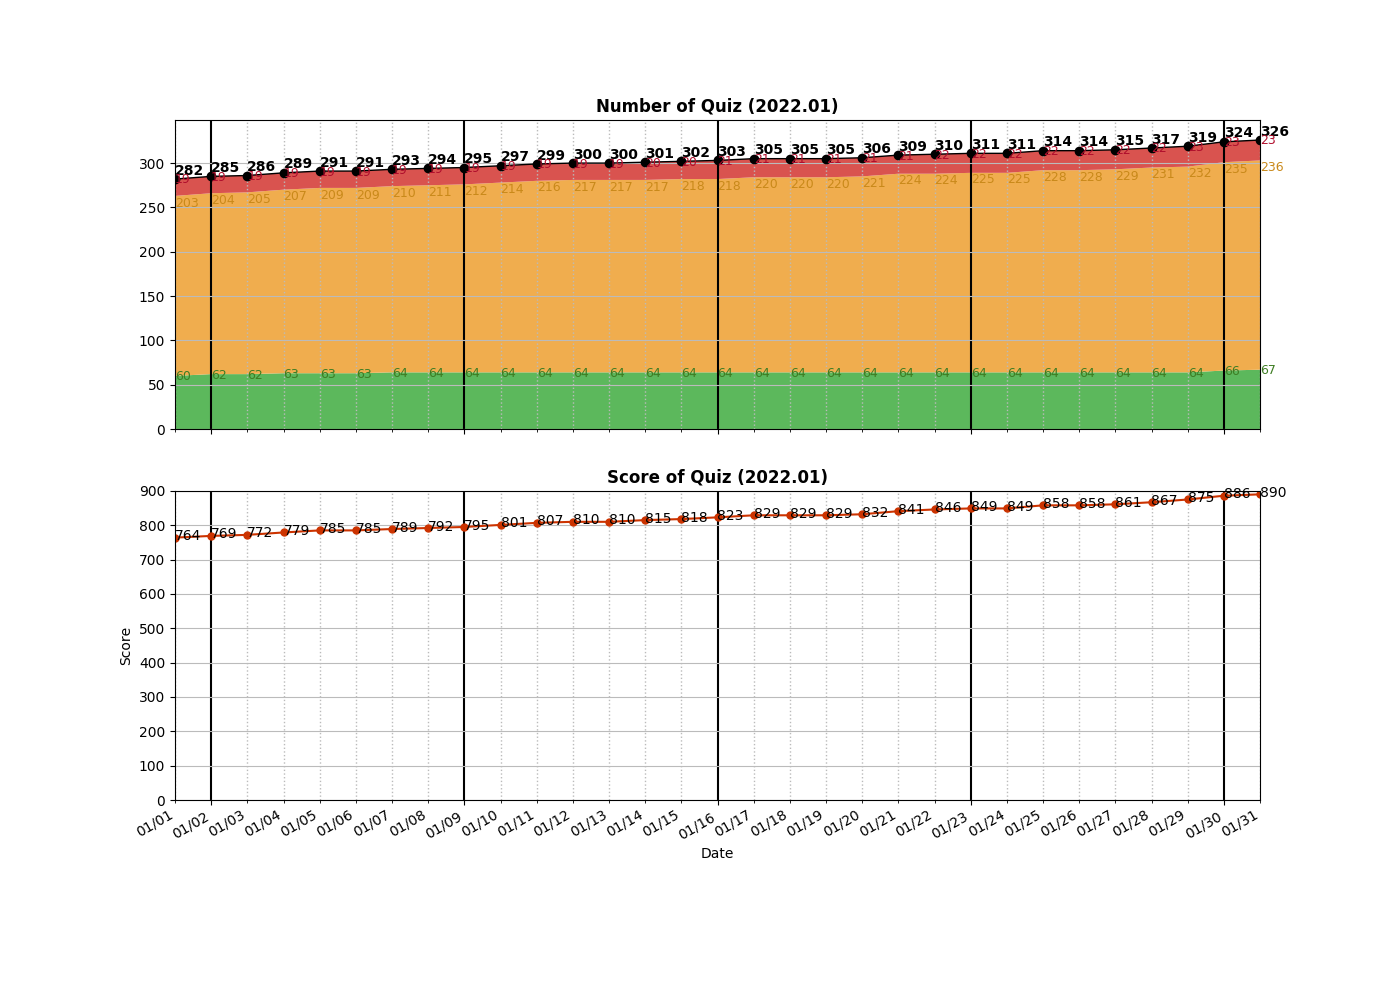 Number of Quiz (2022.01)
282 285 286 289 291 291 293 294 295 297 299 300 300 301 302 303 305 305 305 306 309 310 311 311 314 314 315 317 319 324 326
23
203 204 205 207 209 209 210 211 212 214 216 217 217 217 218 218 220 220 220 221 224 224 225 225 228 228 229 231 232 235 236
60 62 62 63 63 63 64 64 64 64 64 64 64 64 64 64 64 64 64 64 64 64 64 64 64 64 64 64 64 66 67
300
250
200
150
100
50
0
Score of Quiz (2022.01)
764 769 772 779 785 785 789 792 795 801 807 810 810 815 818 823 829 829 829 832 841 846 849 849 858 858 861 867 875 886 890
900
800
700
600
500
400
300
200
100
0
Score
01/01 01/02 01/03 01/04 01/05 01/06 01/07 01/08 01/09 01/10 01/11 01/12 01/13 01/14 01/15 01/16 01/17 01/18 01/19 01/20 01/21 01/22 01/23 01/24 01/25 01/26 01/27 01/28 01/29 01/30 01/31
Date